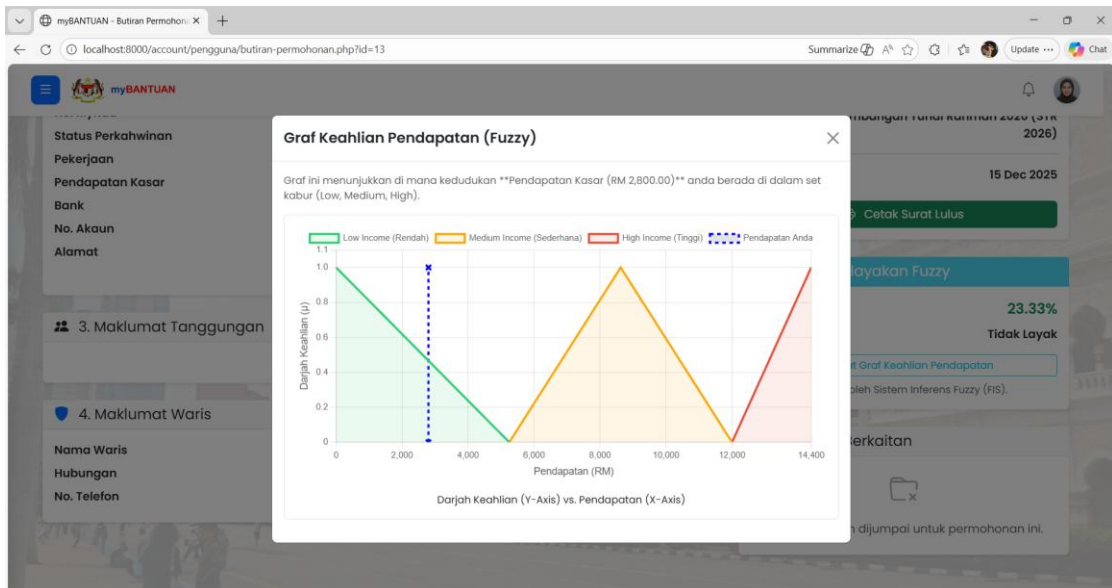 myBANTUAN - Butiran Permohon
localhost:8000/account/pengguna/butiran-permohonan.php?id=13
Summarize
Update
Chat
myBANTUAN
Status Perkahwinan
Pekerjaan
Pendapatan Kasar
Bank
No. Akaun
Alamat
3. Maklumat Tanggungan
4. Maklumat Waris
Nama Waris
Hubungan
No. Telefon
Graf Keahlian Pendapatan (Fuzzy)
Graf ini menunjukkan di mana kedudukan **Pendapatan Kasar (RM 2,800.00)** anda berada di dalam set
kabur (Low, Medium, High).
Low Income (Rendah) Medium Income (Sederhana) High Income (Tinggi) Pendapatan Anda
1.1
1.0
0.8
0.6
0.4
0.2
0
Darjah Keahlian (μ)
0 2,000 4,000 6,000 8,000 10,000 12,000 14,400
Pendapatan (RM)
Darjah Keahlian (Y-Axis) vs. Pendapatan (X-Axis)
2026)
15 Dec 2025
Cetak Surat Lulus
layakan Fuzzy
23.33%
Tidak Layak
t Graf Keahlian Pendapatan
oleh Sistem Inferens Fuzzy (FIS).
erkaitan
dijumpai untuk permohonan ini.